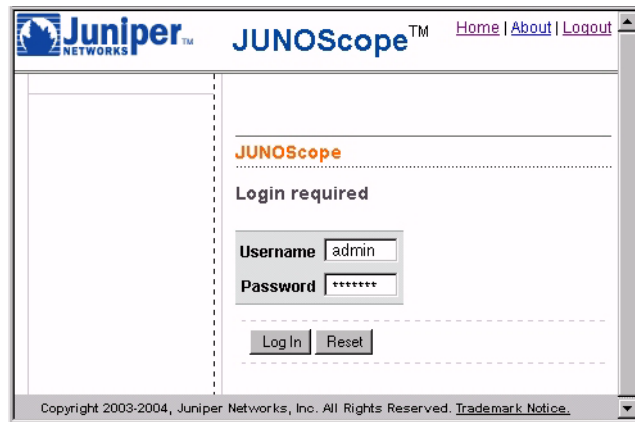 Juniper™
NETWORKS
JUNOScope™
Home | About | Logout
JUNOScope
Login required
Username admin
Password *******
Log In Reset
Copyright 2003-2004, Juniper Networks, Inc. All Rights Reserved. Trademark Notice.